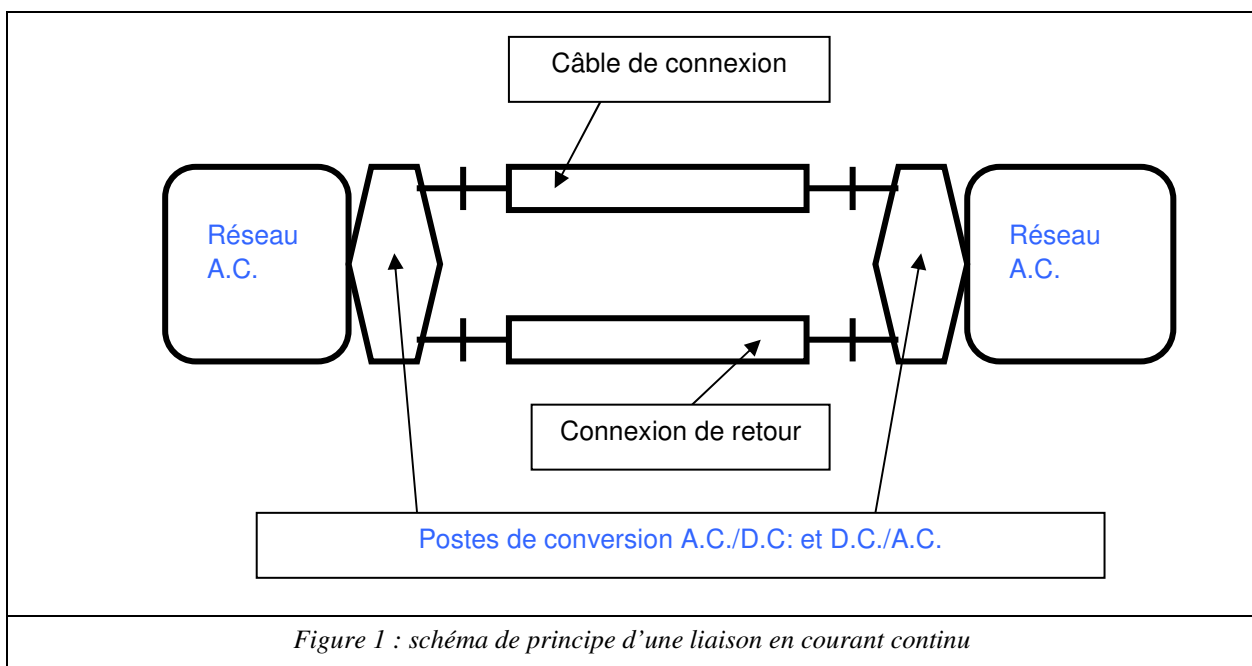 Câble de connexion
Réseau
A.C.
Réseau
A.C.
Connexion de retour
Postes de conversion A.C./D.C: et D.C./A.C.
Figure 1 : schéma de principe d'une liaison en courant continu